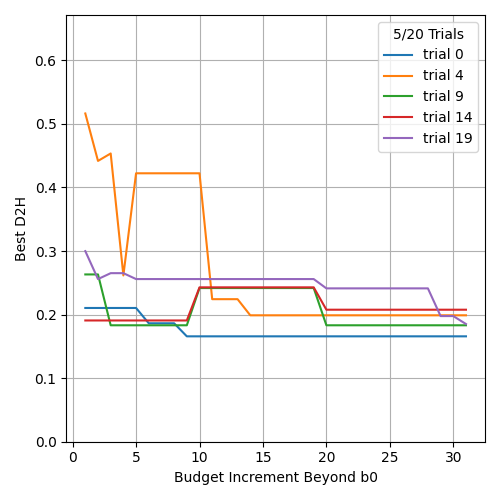 5/20 Trials
trial 0
trial 4
trial 9
trial 14
trial 19
Best D2H
0.6
0.5
0.4
0.3
0.2
0.1
0.0
0 5 10 15 20 25 30
Budget Increment Beyond b0